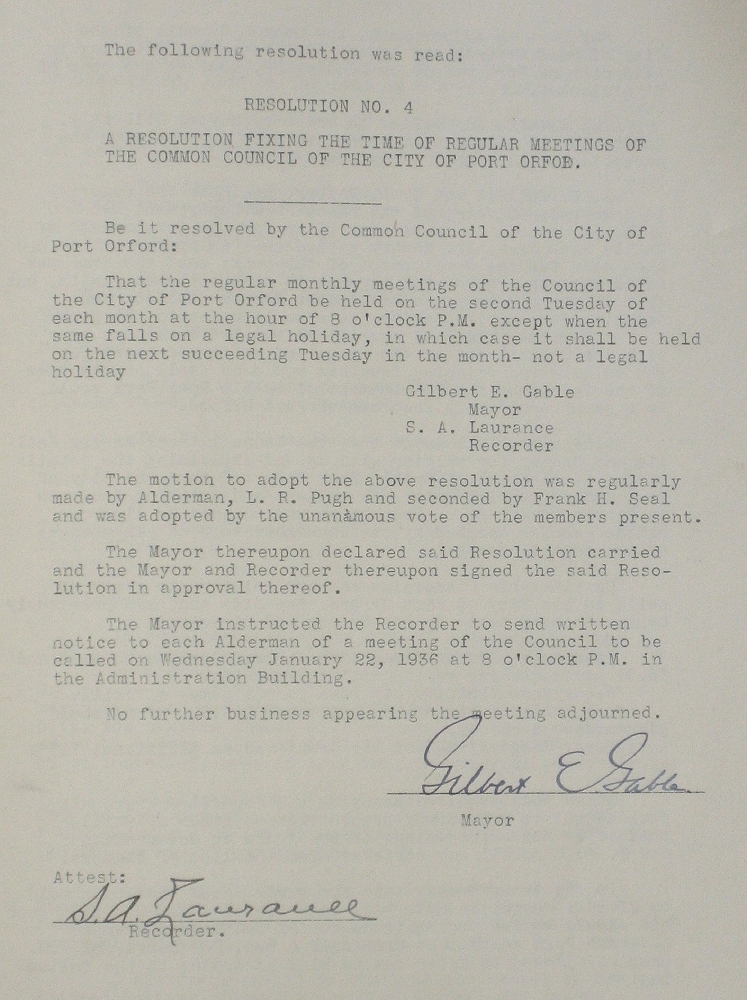 The following resolution was read:
RESOLUTION NO. 4
A RESOLUTION FIXING THE TIME OF REGULAR MEETINGS OF
THE COMMON COUNCIL OF THE CITY OF PORT ORFOD.
Be it resolved by the Common Council of the City of
Port Orford:
That the regular monthly meetings of the Council of
the City of Port Orford be held on the second Tuesday of
each month at the hour of 8 o'clock P.M. except when the
same falls on a legal holiday, in which case it shall be held
on the next succeeding Tuesday in the month- not a legal
holiday
Gilbert E. Gable
Mayor
S. A. Laurance
Recorder
The motion to adopt the above resolution was regularly
made by Alderman, L. R. Pugh and seconded by Frank H. Seal
and was adopted by the unanàmous vote of the members present.
The Mayor thereupon declared said Resolution carried
and the Mayor and Recorder thereupon signed the said Reso-
lution in approval thereof.
The Mayor instructed the Recorder to send written
notice to each Alderman of a meeting of the Council to be
called on Wednesday January 22, 1936 at 8 o'clock P.M. in
the Administration Building.
No further business appearing the meeting adjourned.
Gilbert E Gable
Mayor
Attest:
S.A. Laurance
Recorder.